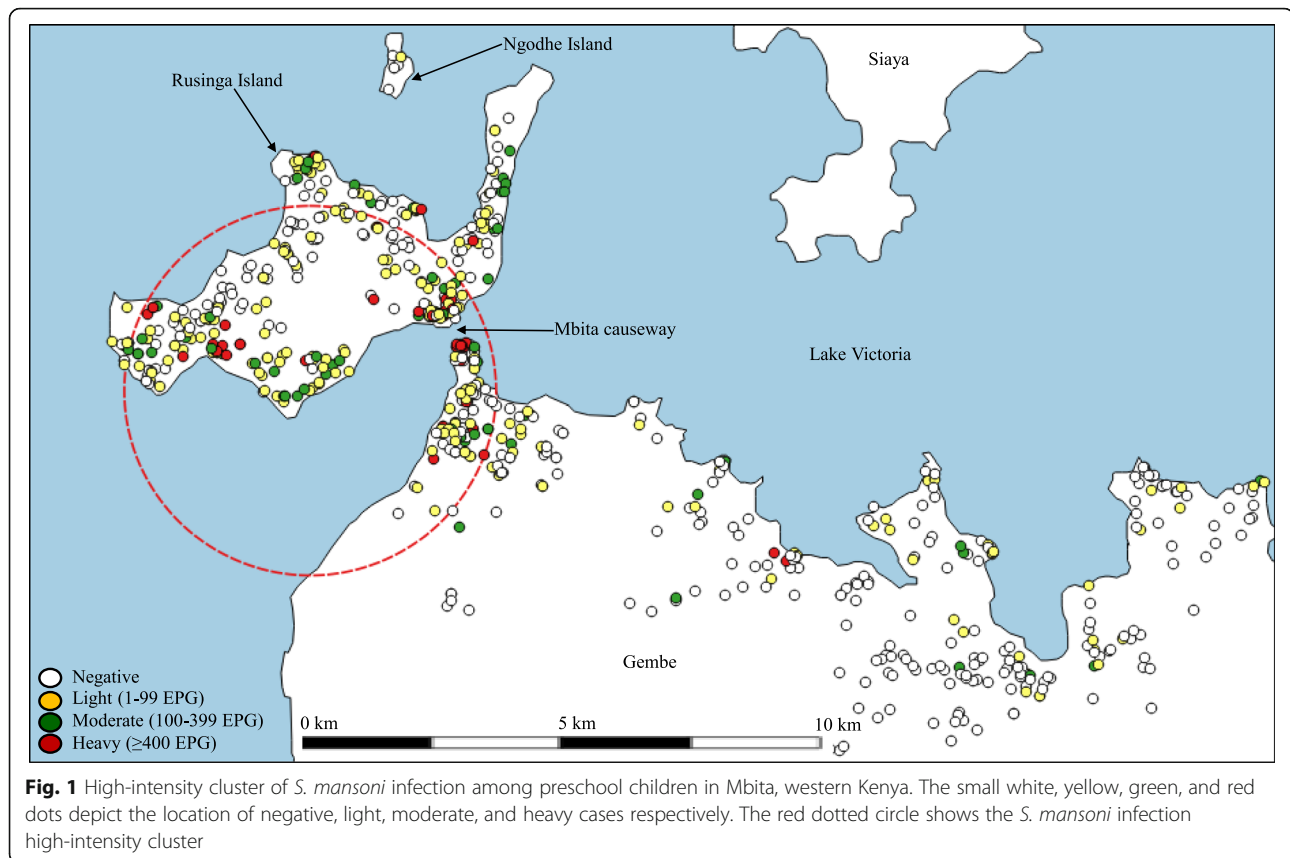 Ngodhe Island
Siaya
Rusinga Island
Mbita causeway
Lake Victoria
Gembe
Negative
Light (1-99 EPG)
Moderate (100-399 EPG)
Heavy (≥400 EPG)
0 km 5 km 10 km
Fig. 1 High-intensity cluster of S. mansoni infection among preschool children in Mbita, western Kenya. The small white, yellow, green, and red
dots depict the location of negative, light, moderate, and heavy cases respectively. The red dotted circle shows the S. mansoni infection
high-intensity cluster